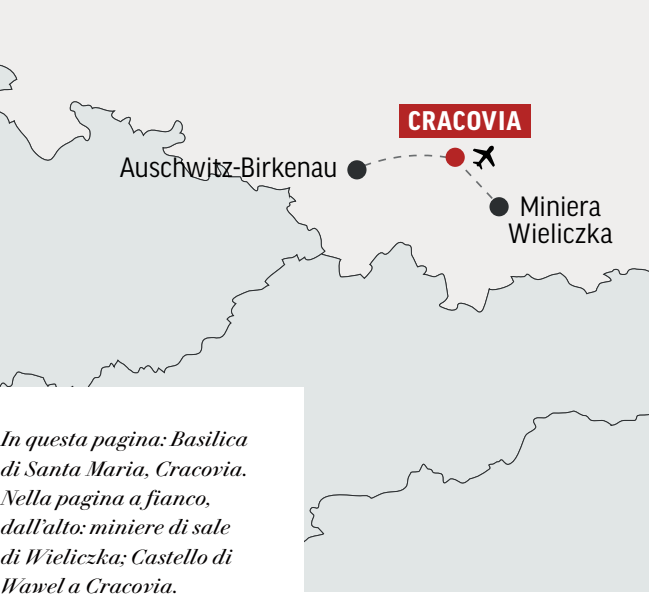 CRACOVIA
Auschwitz-Birkenau
Miniera
Wieliczka
In questa pagina: Basilica
di Santa Maria, Cracovia.
Nella pagina a fianco,
dall'alto: miniere di sale
di Wieliczka; Castello di
Wawel a Cracovia.